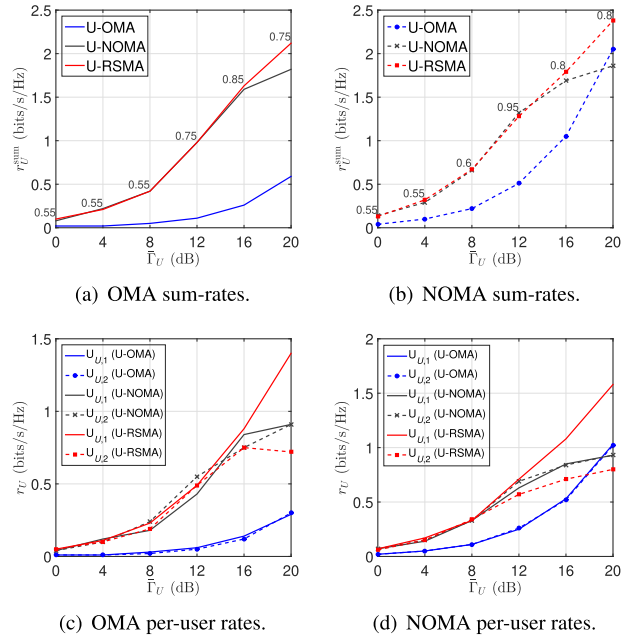 U-OMA
U-NOMA
U-RSMA
2.5
2
1.5
1
0.5
0
r_U^sum (bits/s/Hz)
0.55
0.55
0.55
0.75
0.85
0.75
0 4 8 12 16 20
Γ̄_U (dB)
(a) OMA sum-rates.
U-OMA
U-NOMA
U-RSMA
2.5
2
1.5
1
0.5
0
r_U^sum (bits/s/Hz)
0.55
0.55
0.6
0.95
0.8
0.8
0 4 8 12 16 20
Γ̄_U (dB)
(b) NOMA sum-rates.
U_U,1 (U-OMA)
U_U,2 (U-OMA)
U_U,1 (U-NOMA)
U_U,2 (U-NOMA)
U_U,1 (U-RSMA)
U_U,2 (U-RSMA)
1.5
1
0.5
0
r_U (bits/s/Hz)
0 4 8 12 16 20
Γ̄_U (dB)
(c) OMA per-user rates.
U_U,1 (U-OMA)
U_U,2 (U-OMA)
U_U,1 (U-NOMA)
U_U,2 (U-NOMA)
U_U,1 (U-RSMA)
U_U,2 (U-RSMA)
2
1.5
1
0.5
0
r_U (bits/s/Hz)
0 4 8 12 16 20
Γ̄_U (dB)
(d) NOMA per-user rates.